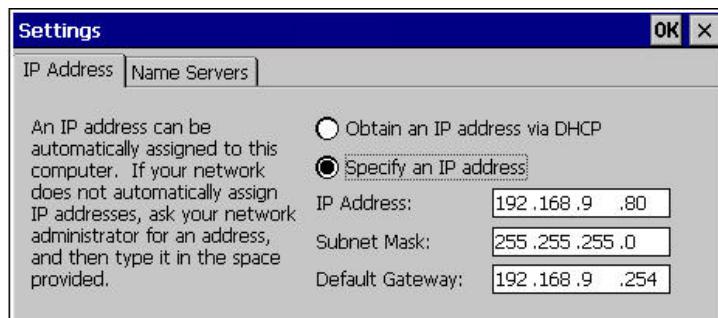 Settings OK ×
IP Address Name Servers
An IP address can be
automatically assigned to this
computer. If your network
does not automatically assign
IP addresses, ask your network
administrator for an address,
and then type it in the space
provided.
Obtain an IP address via DHCP
Specify an IP address
IP Address: 192 .168 .9 .80
Subnet Mask: 255 .255 .255 .0
Default Gateway: 192 .168 .9 .254